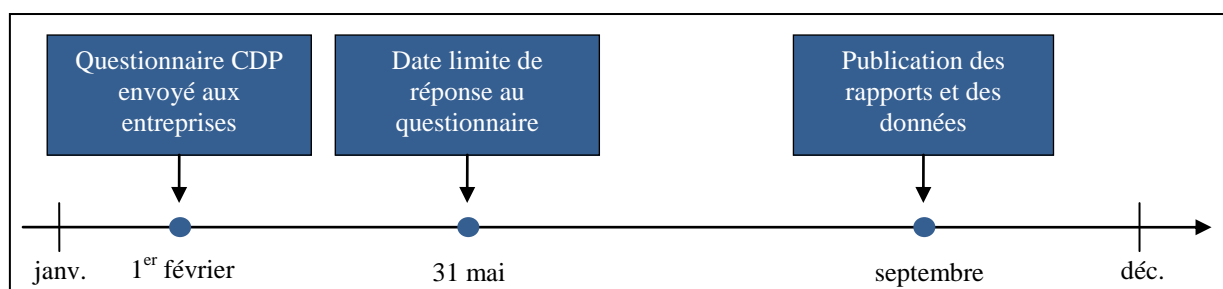 Questionnaire CDP
envoyé aux
entreprises
Date limite de
réponse au
questionnaire
Publication des
rapports et des
données
janv.
1er février
31 mai
septembre
déc.